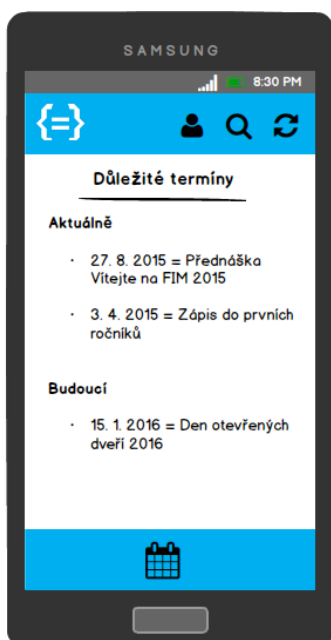 SAMSUNG
8:30 PM
{=}
Důležité termíny
Aktuálně
· 27. 8. 2015 = Přednáška
Vítejte na FIM 2015
· 3. 4. 2015 = Zápis do prvních
ročníků
Budoucí
· 15. 1. 2016 = Den otevřených
dveří 2016